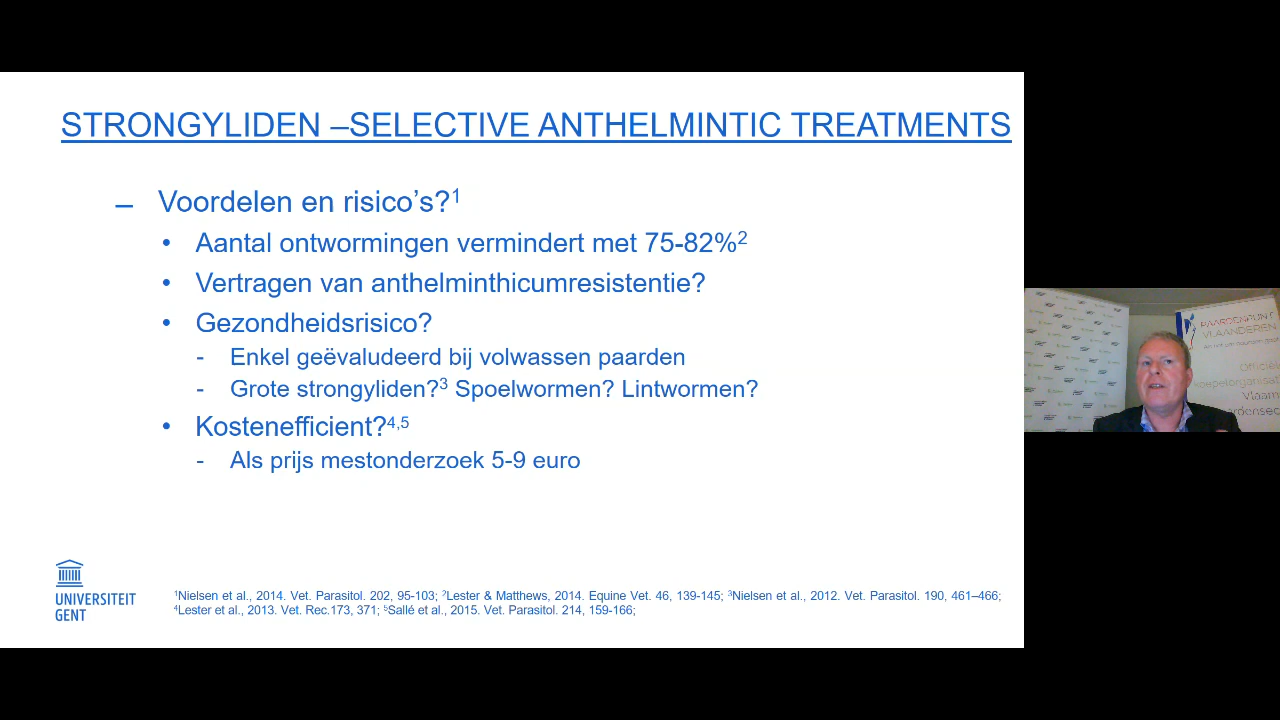 STRONGYLIDEN –SELECTIVE ANTHELMINTIC TREATMENTS
– Voordelen en risico's?1
• Aantal ontwormingen vermindert met 75-82%2
• Vertragen van anthelminthicumresistentie?
• Gezondheidsrisico?
- Enkel geëvaludeerd bij volwassen paarden
- Grote strongyliden?3 Spoelwormen? Lintwormen?
• Kostenefficient?4,5
- Als prijs mestonderzoek 5-9 euro
UNIVERSITEIT
GENT
1Nielsen et al., 2014. Vet. Parasitol. 202, 95-103; 2Lester & Matthews, 2014. Equine Vet. 46, 139-145; 3Nielsen et al., 2012. Vet. Parasitol. 190, 461–466;
4Lester et al., 2013. Vet. Rec.173, 371; 5Sallé et al., 2015. Vet. Parasitol. 214, 159-166;
VLAANDEREN